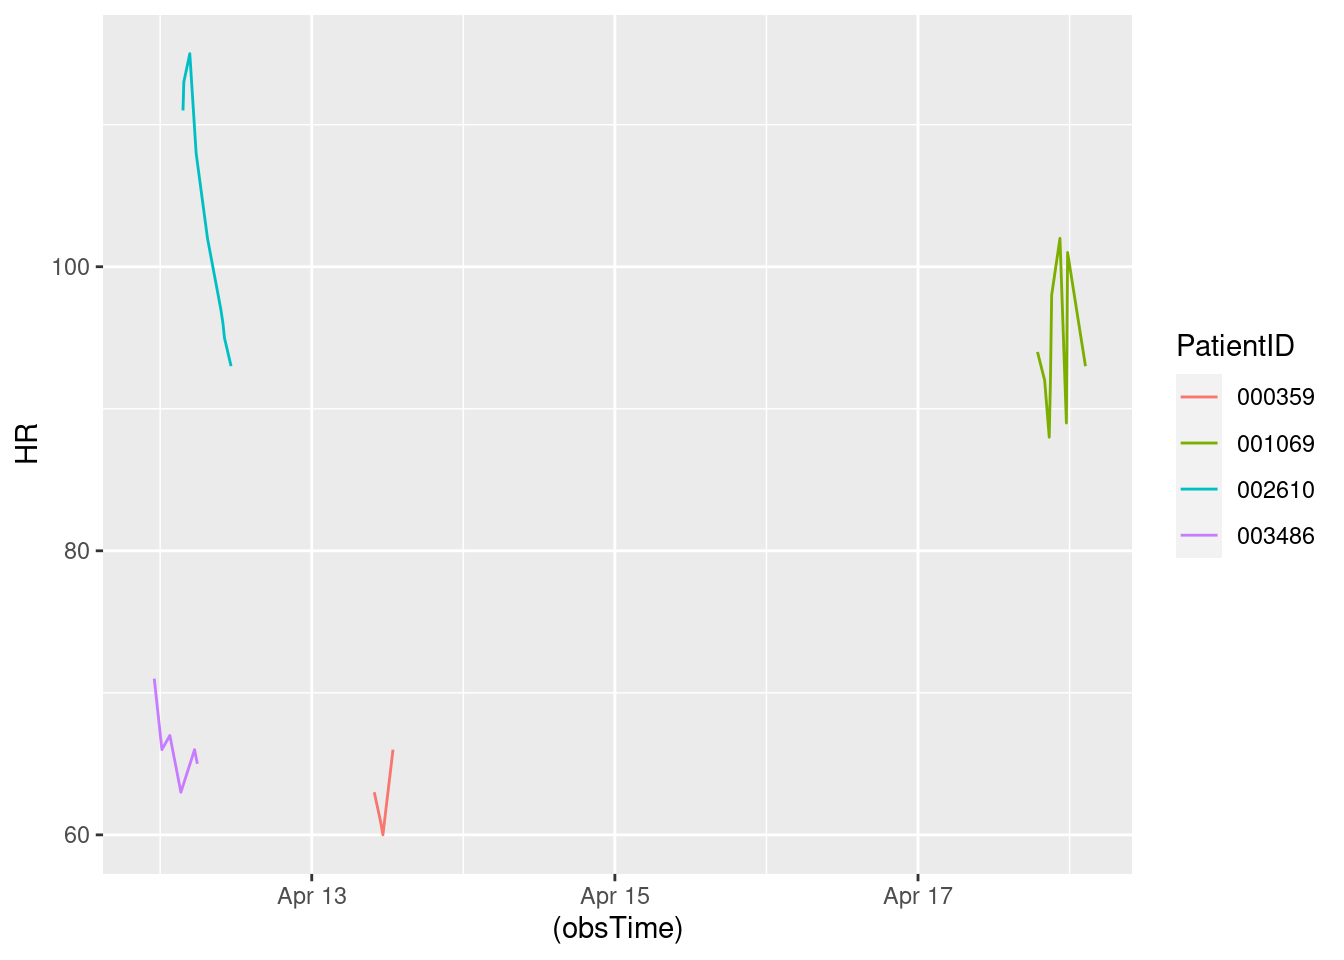 HR
100
80
60
Apr 13
Apr 15
Apr 17
(obsTime)
PatientID
000359
001069
002610
003486